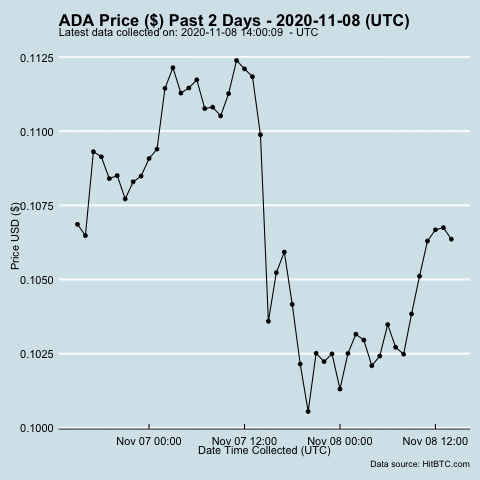 ADA Price ($) Past 2 Days - 2020-11-08 (UTC)
Latest data collected on: 2020-11-08 14:00:09 - UTC
0.1125
0.1100
0.1075
0.1050
0.1025
0.1000
Price USD ($)
Nov 07 00:00 Nov 07 12:00 Nov 08 00:00 Nov 08 12:00
Date Time Collected (UTC)
Data source: HitBTC.com